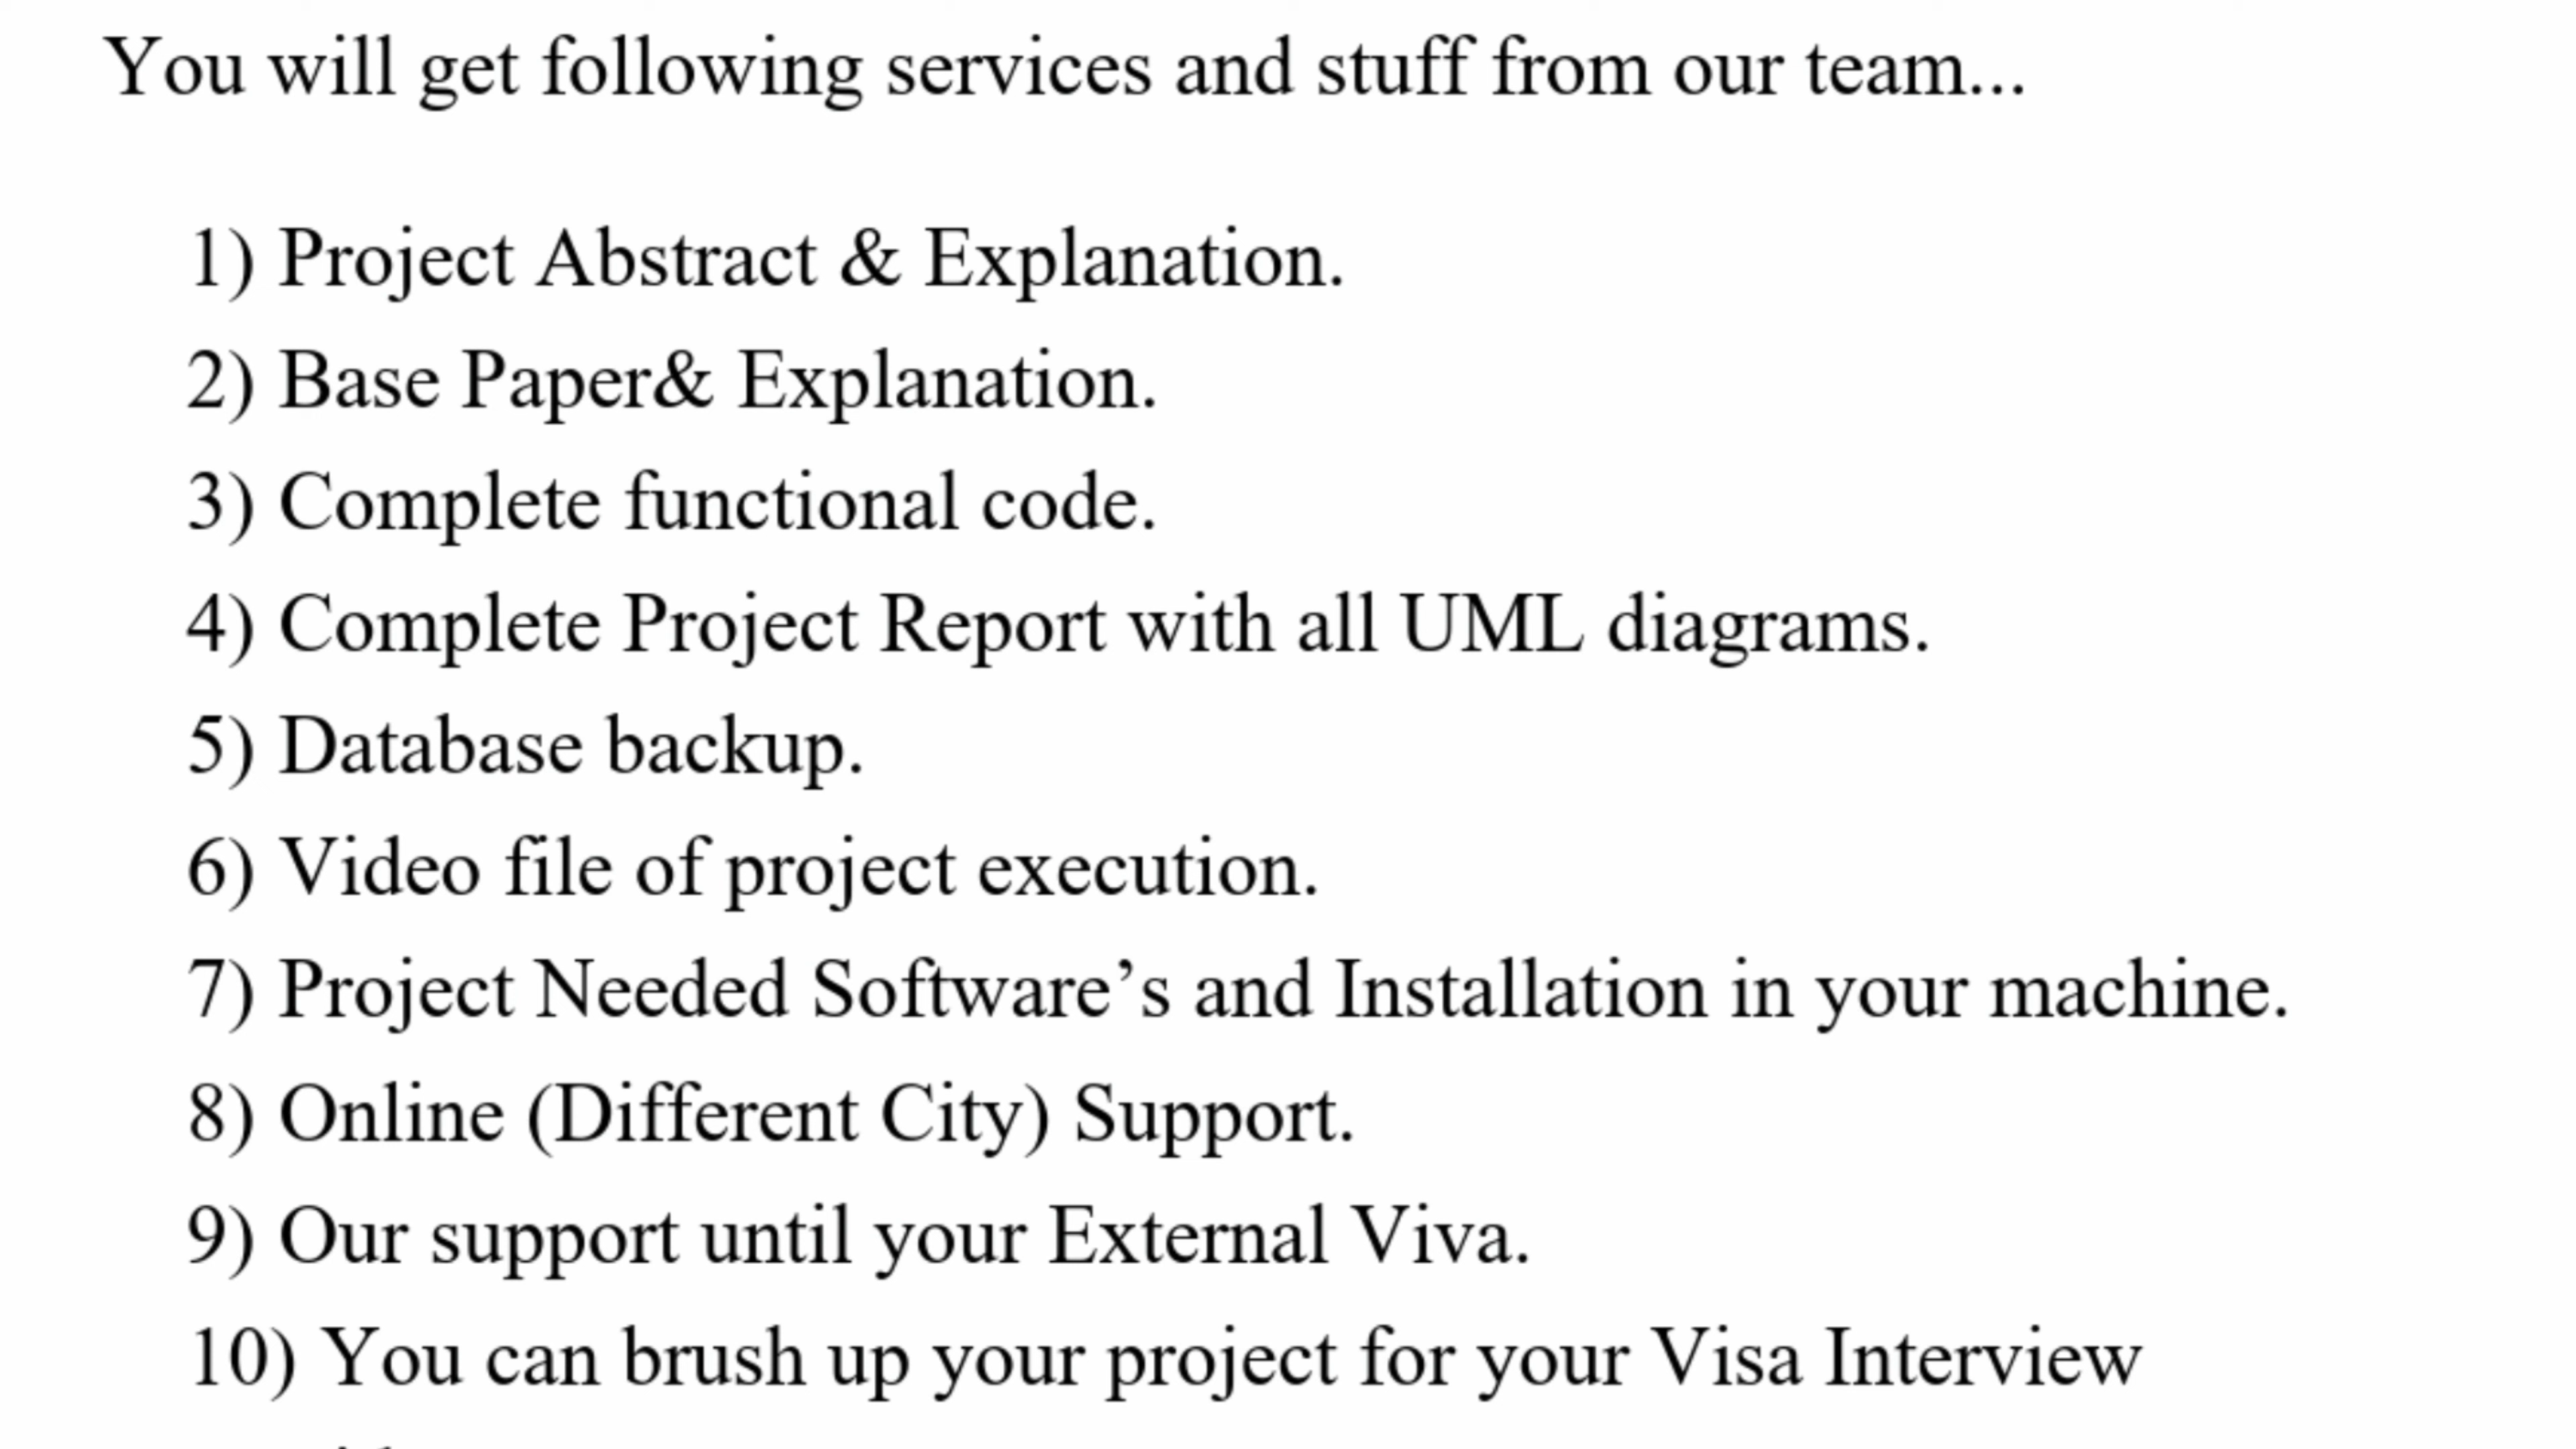 You will get following services and stuff from our team...
1) Project Abstract & Explanation.
2) Base Paper& Explanation.
3) Complete functional code.
4) Complete Project Report with all UML diagrams.
5) Database backup.
6) Video file of project execution.
7) Project Needed Software’s and Installation in your machine.
8) Online (Different City) Support.
9) Our support until your External Viva.
10) You can brush up your project for your Visa Interview